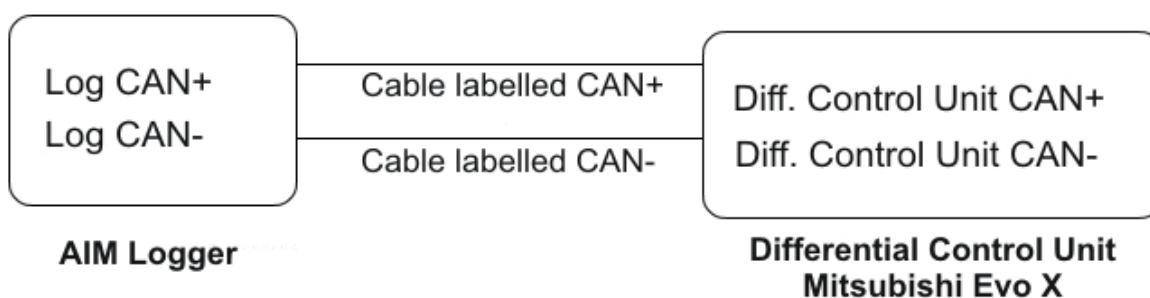 Log CAN+
Log CAN-
Cable labelled CAN+
Cable labelled CAN-
Diff. Control Unit CAN+
Diff. Control Unit CAN-
AIM Logger
Differential Control Unit
Mitsubishi Evo X